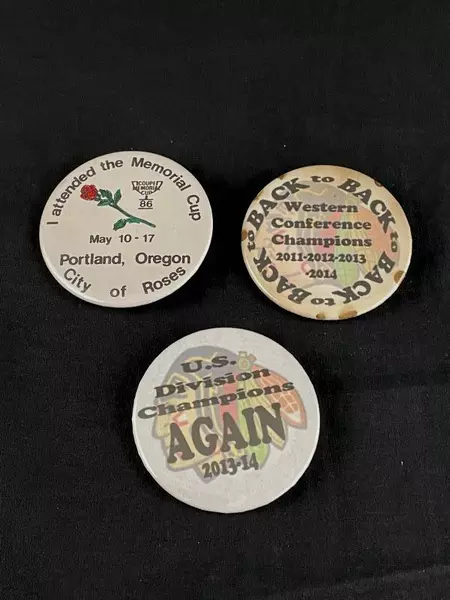 I attended the Memorial Cup
COUPE
MEMORIAL
CUP
86
May 10-17
Portland, Oregon
City of Roses
BACK to BACK to BACK to BACK to
Western
Conference
Champions
2011-2012-2013
-2014
U.S.
Division
Champions
AGAIN
2013-14